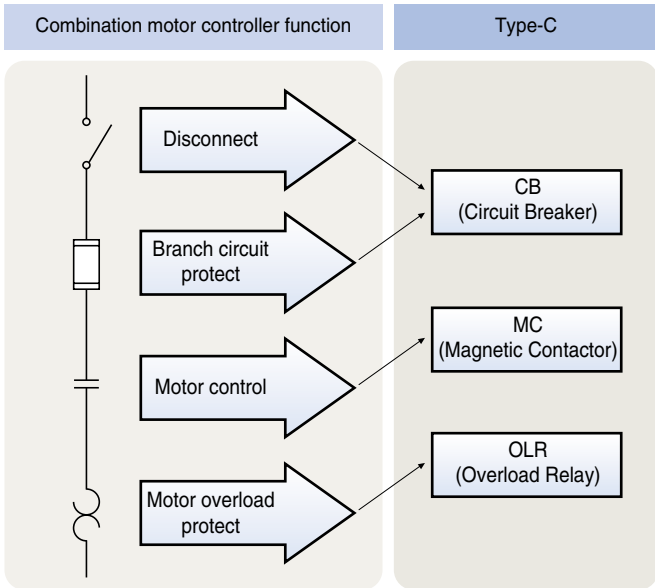 Combination motor controller function
Type-C
Disconnect
Branch circuit
protect
Motor control
Motor overload
protect
CB
(Circuit Breaker)
MC
(Magnetic Contactor)
OLR
(Overload Relay)